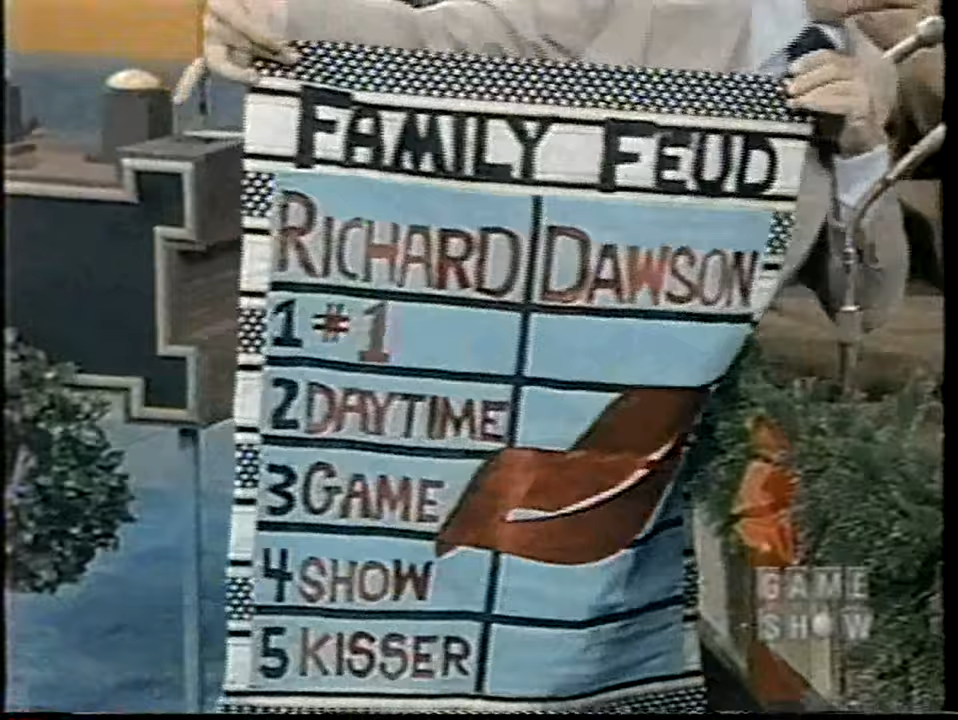 FAMILY FEUD
RICHARD DAWSON
1 #1
2 DAYTIME
3 GAME
4 SHOW
5 KISSER
GAME
SHOW